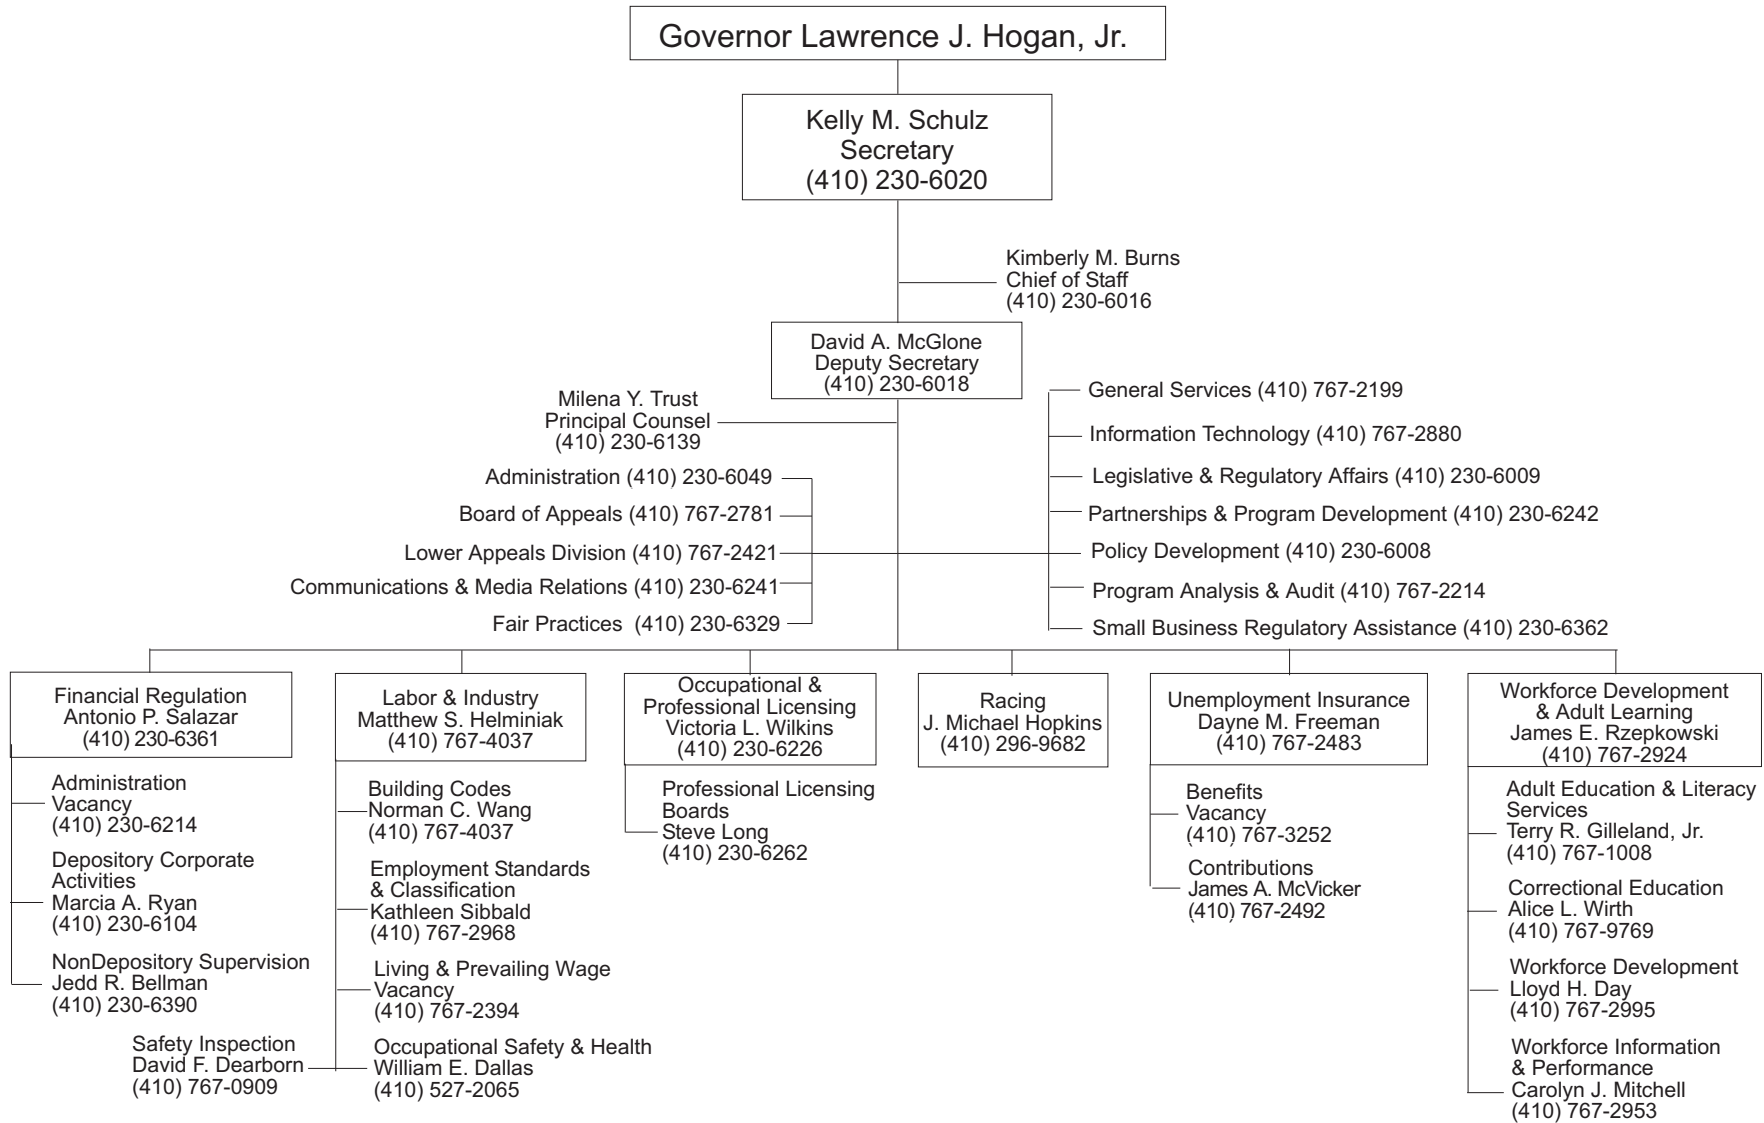 Governor Lawrence J. Hogan, Jr.
Kelly M. Schulz
Secretary
(410) 230-6020
Kimberly M. Burns
Chief of Staff
(410) 230-6016
David A. McGlone
Deputy Secretary
(410) 230-6018
Milena Y. Trust
Principal Counsel
(410) 230-6139
Administration (410) 230-6049
Board of Appeals (410) 767-2781
Lower Appeals Division (410) 767-2421
Communications & Media Relations (410) 230-6241
Fair Practices (410) 230-6329
General Services (410) 767-2199
Information Technology (410) 767-2880
Legislative & Regulatory Affairs (410) 230-6009
Partnerships & Program Development (410) 230-6242
Policy Development (410) 230-6008
Program Analysis & Audit (410) 767-2214
Small Business Regulatory Assistance (410) 230-6362
Financial Regulation
Antonio P. Salazar
(410) 230-6361
Administration
Vacancy
(410) 230-6214
Depository Corporate
Activities
Marcia A. Ryan
(410) 230-6104
NonDepository Supervision
Jedd R. Bellman
(410) 230-6390
Labor & Industry
Matthew S. Helminiak
(410) 767-4037
Building Codes
Norman C. Wang
(410) 767-4037
Employment Standards
& Classification
Kathleen Sibbald
(410) 767-2968
Living & Prevailing Wage
Vacancy
(410) 767-2394
Safety Inspection
David F. Dearborn
(410) 767-0909
Occupational Safety & Health
William E. Dallas
(410) 527-2065
Occupational &
Professional Licensing
Victoria L. Wilkins
(410) 230-6226
Professional Licensing
Boards
Steve Long
(410) 230-6262
Racing
J. Michael Hopkins
(410) 296-9682
Unemployment Insurance
Dayne M. Freeman
(410) 767-2483
Benefits
Vacancy
(410) 767-3252
Contributions
James A. McVicker
(410) 767-2492
Workforce Development
& Adult Learning
James E. Rzepkowski
(410) 767-2924
Adult Education & Literacy
Services
Terry R. Gilleland, Jr.
(410) 767-1008
Correctional Education
Alice L. Wirth
(410) 767-9769
Workforce Development
Lloyd H. Day
(410) 767-2995
Workforce Information
& Performance
Carolyn J. Mitchell
(410) 767-2953